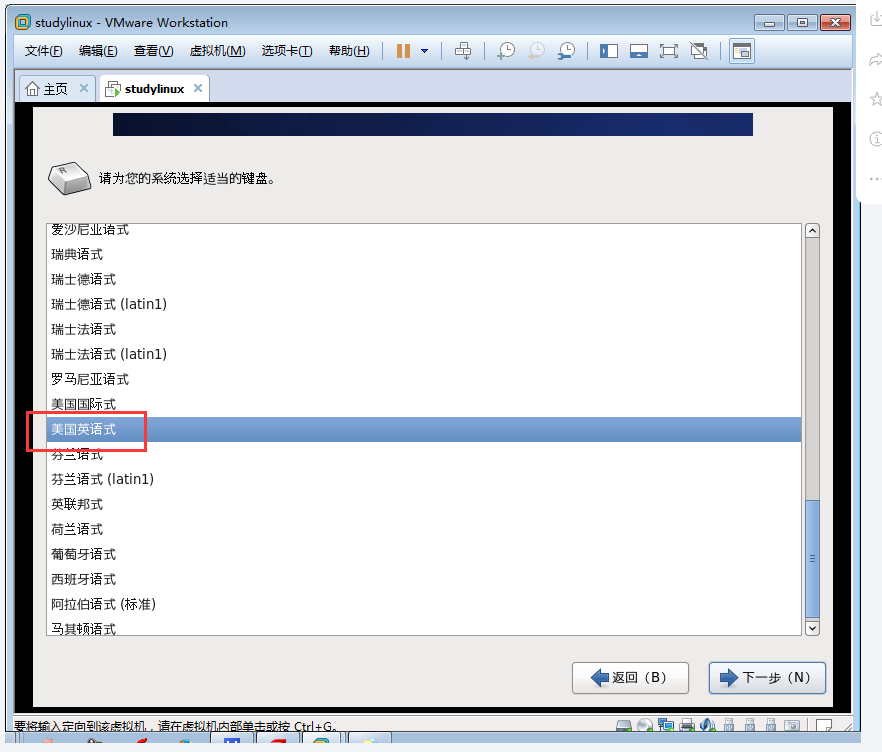 studylinux - VMware Workstation
文件(F) 编辑(E) 查看(V) 虚拟机(M) 选项卡(T) 帮助(H)
主页 studylinux
请为您的系统选择适当的键盘。
爱沙尼亚语式
瑞典语式
瑞士德语式
瑞士德语式 (latin1)
瑞士法语式
瑞士法语式 (latin1)
罗马尼亚语式
美国国际式
美国英语式
芬兰语式
芬兰语式 (latin1)
英联邦式
荷兰语式
葡萄牙语式
西班牙语式
阿拉伯语式 (标准)
马其顿语式
返回 (B) 下一步 (N)
要将输入定向到该虚拟机，请在虚拟机内部单击或按 Ctrl+G。